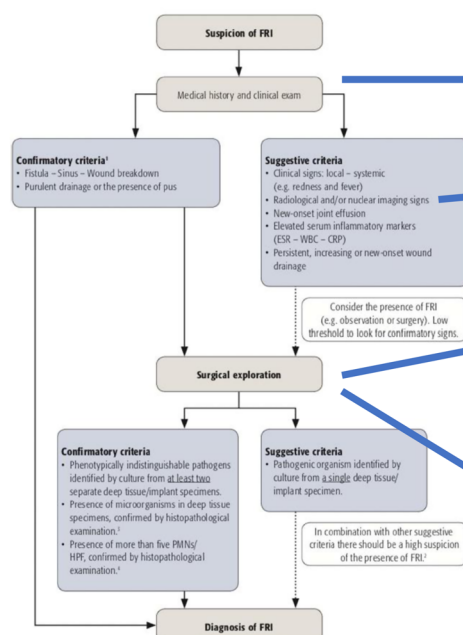 Suspicion of FRI
Medical history and clinical exam
Confirmatory criteria¹
• Fistula – Sinus – Wound breakdown
• Purulent drainage or the presence of pus
Suggestive criteria
• Clinical signs: local – systemic
(e.g. redness and fever)
• Radiological and/or nuclear imaging signs
• New-onset joint effusion
• Elevated serum inflammatory markers
(ESR – WBC – CRP)
• Persistent, increasing or new-onset wound
drainage
Consider the presence of FRI
(e.g. observation or surgery). Low
threshold to look for confirmatory signs.
Surgical exploration
Confirmatory criteria
• Phenotypically indistinguishable pathogens
identified by culture from at least two
separate deep tissue/implant specimens.
• Presence of microorganisms in deep tissue
specimens, confirmed by histopathological
examination.³
• Presence of more than five PMNs/
HPF, confirmed by histopathological
examination.⁴
Suggestive criteria
• Pathogenic organism identified by
culture from a single deep tissue/
implant specimen.
In combination with other suggestive
criteria there should be a high suspicion
of the presence of FRI.²
Diagnosis of FRI